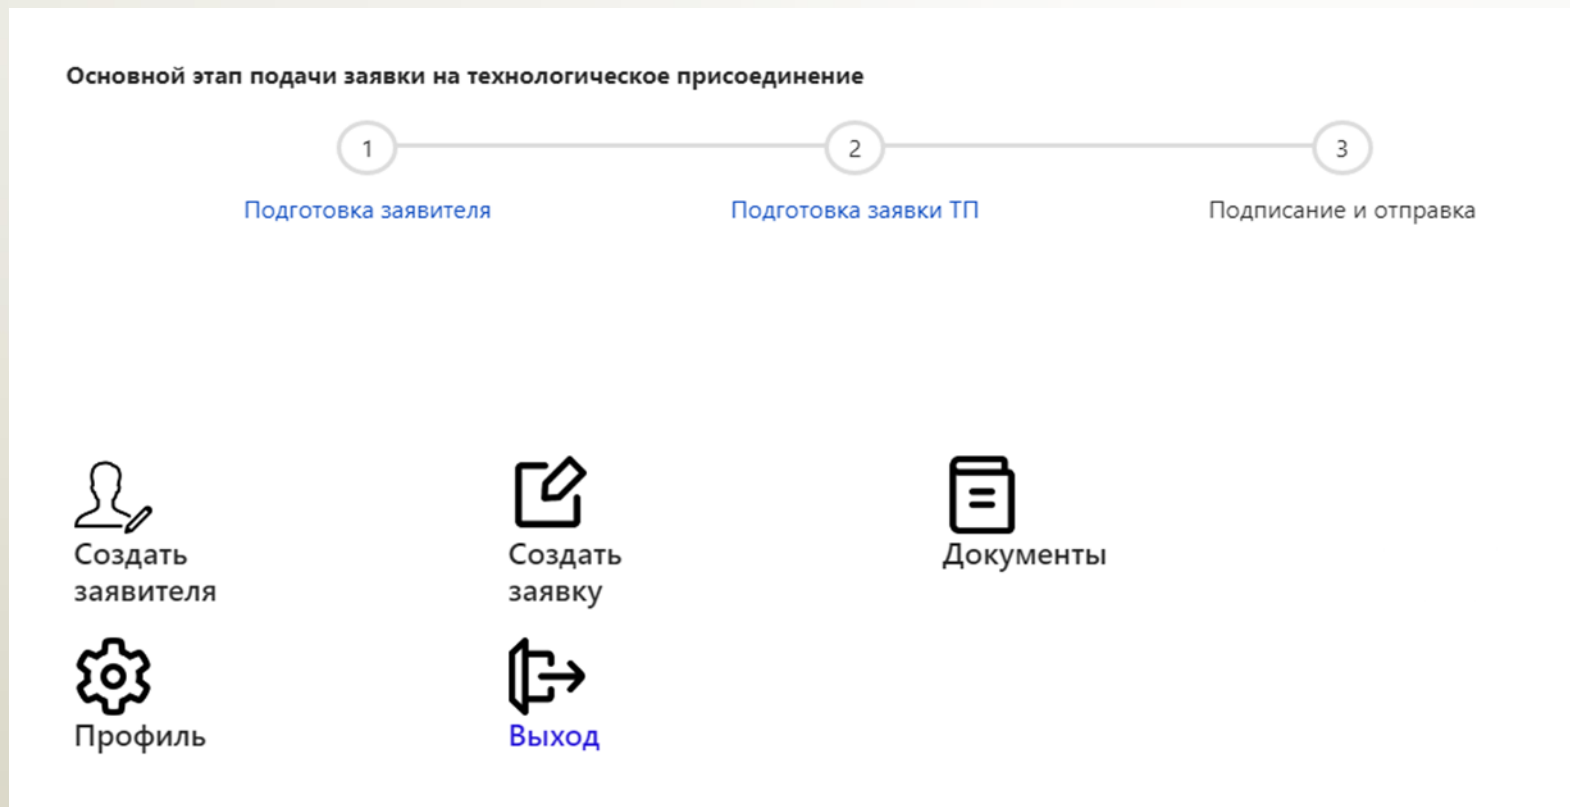 Основной этап подачи заявки на технологическое присоединение
1
2
3
Подготовка заявителя
Подготовка заявки ТП
Подписание и отправка
Создать
заявителя
Создать
заявку
Документы
Профиль
Выход